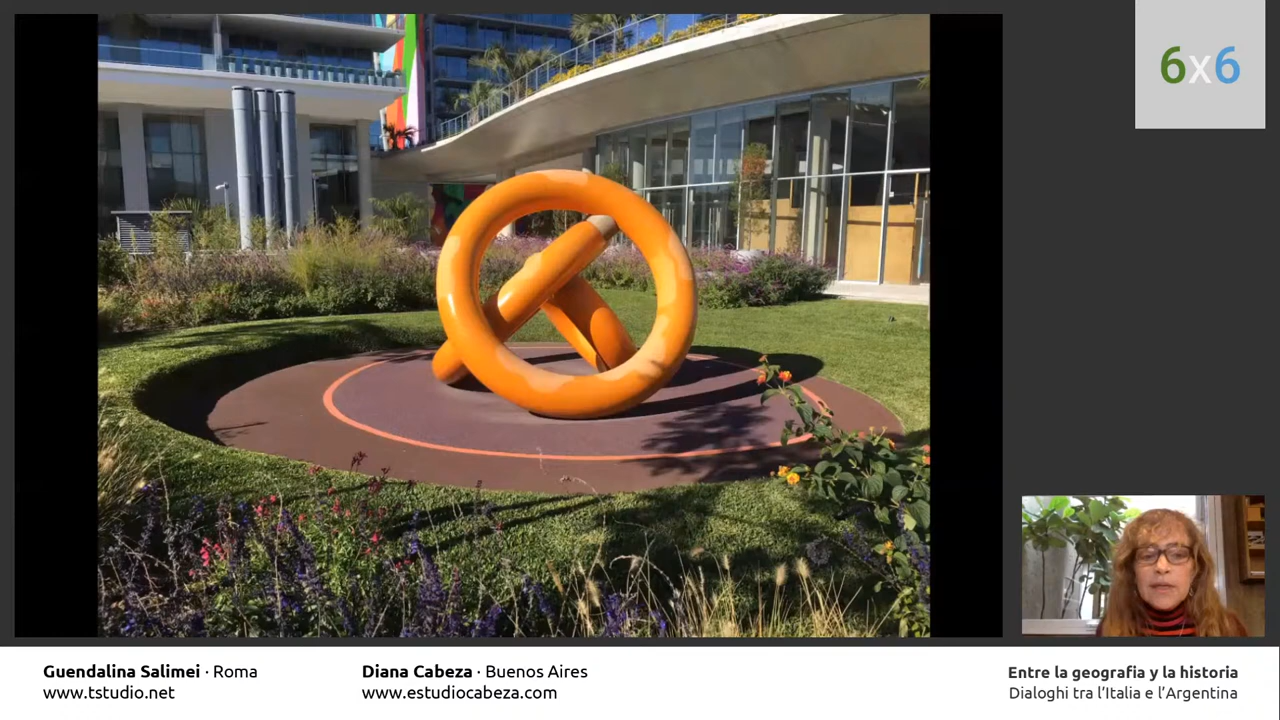 6x6
Guendalina Salimei · Roma
www.tstudio.net
Diana Cabeza · Buenos Aires
www.estudiocabeza.com
Entre la geografia y la historia
Dialoghi tra l'Italia e l'Argentina